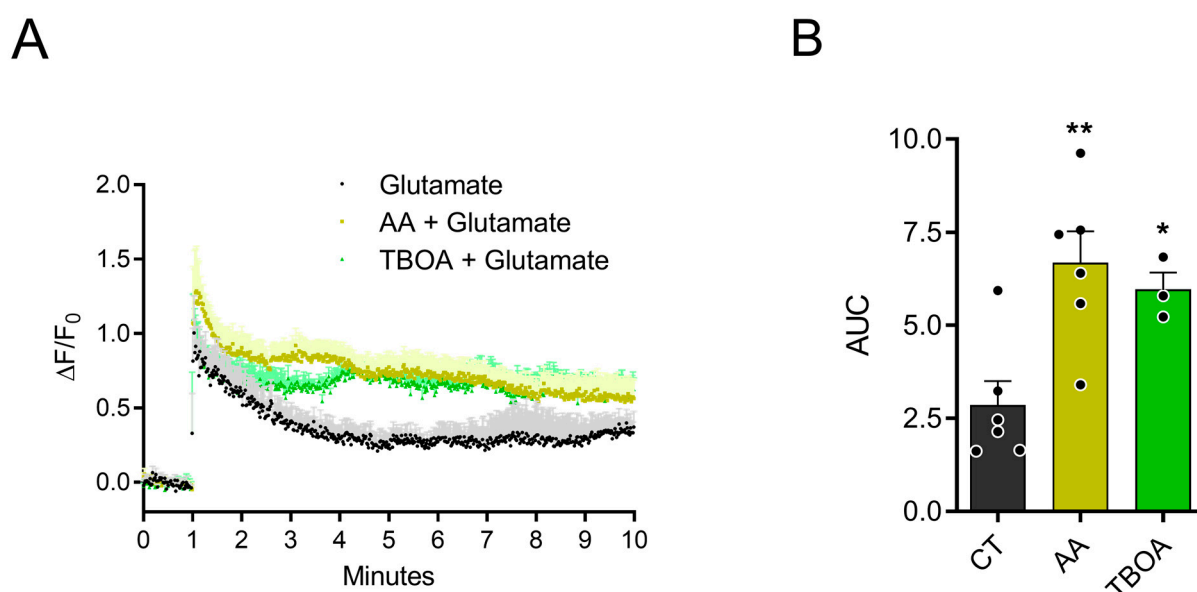 A
2.0
1.5
1.0
0.5
0.0
ΔF/F0
Glutamate
AA + Glutamate
TBOA + Glutamate
0 1 2 3 4 5 6 7 8 9 10
Minutes
B
10.0
7.5
5.0
2.5
0.0
AUC
**
*
CT AA TBOA